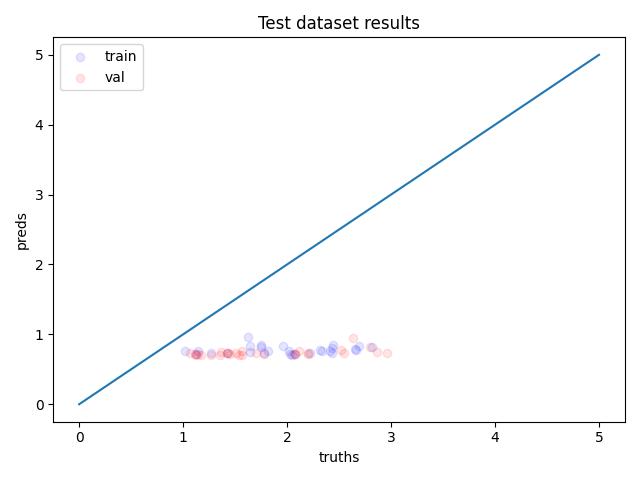 Test dataset results
train
val
preds
5
4
3
2
1
0
0 1 2 3 4 5
truths